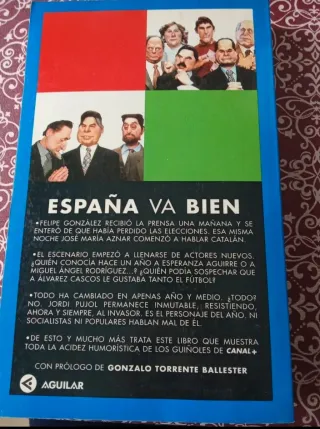 ESPAÑA VA BIEN
•FELIPE GONZÁLEZ RECIBIÓ LA PRENSA UNA MAÑANA Y SE
ENTERÓ DE QUE HABÍA PERDIDO LAS ELECCIONES. ESA MISMA
NOCHE JOSÉ MARÍA AZNAR COMENZÓ A HABLAR CATALÁN.
•EL ESCENARIO EMPEZÓ A LLENARSE DE ACTORES NUEVOS.
¿QUIÉN CONOCÍA HACE UN AÑO A ESPERANZA AGUIRRE O A
MIGUEL ÁNGEL RODRÍGUEZ...? ¿QUIÉN PODÍA SOSPECHAR QUE
A ÁLVAREZ CASCOS LE GUSTABA TANTO EL FÚTBOL?
•TODO HA CAMBIADO EN APENAS AÑO Y MEDIO. ¿TODO?
NO. JORDI PUJOL PERMANECE INMUTABLE, RESISTIENDO,
AHORA Y SIEMPRE, AL INVASOR. ES EL PERSONAJE DEL AÑO. NI
SOCIALISTAS NI POPULARES HABLAN MAL DE ÉL.
•DE ESTO Y MUCHO MÁS TRATA ESTE LIBRO QUE MUESTRA
TODA LA ACIDEZ HUMORÍSTICA DE LOS GUIÑOLES DE CANAL+
CON PRÓLOGO DE GONZALO TORRENTE BALLESTER
AGUILAR